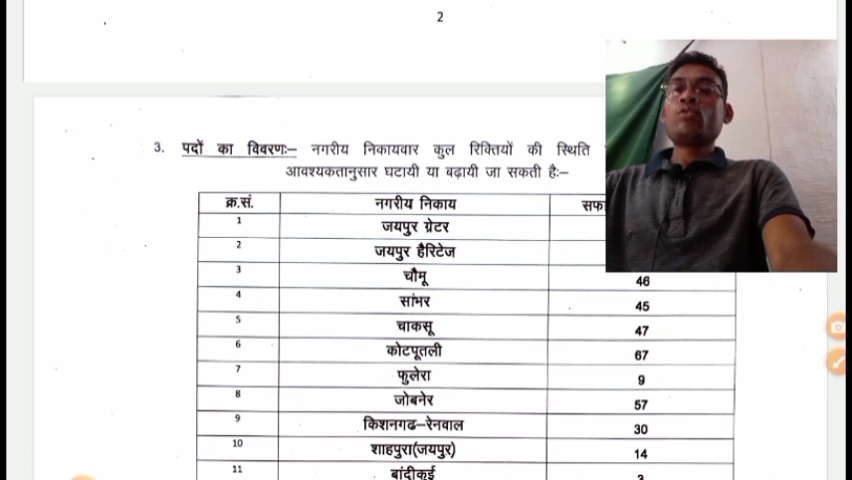 2
3. पदों का विवरणः– नगरीय निकायवार कुल रिक्तियों की स्थिति
आवश्यकतानुसार घटायी या बढ़ायी जा सकती हैः–
क्र.सं. नगरीय निकाय सफा
1 जयपुर ग्रेटर
2 जयपुर हैरिटेज
3 चौमू 46
4 सांभर 45
5 चाकसू 47
6 कोटपूतली 67
7 फुलेरा 9
8 जोबनेर 57
9 किशनगढ–रेनवाल 30
10 शाहपुरा(जयपुर) 14
11 बांदीकुई 3